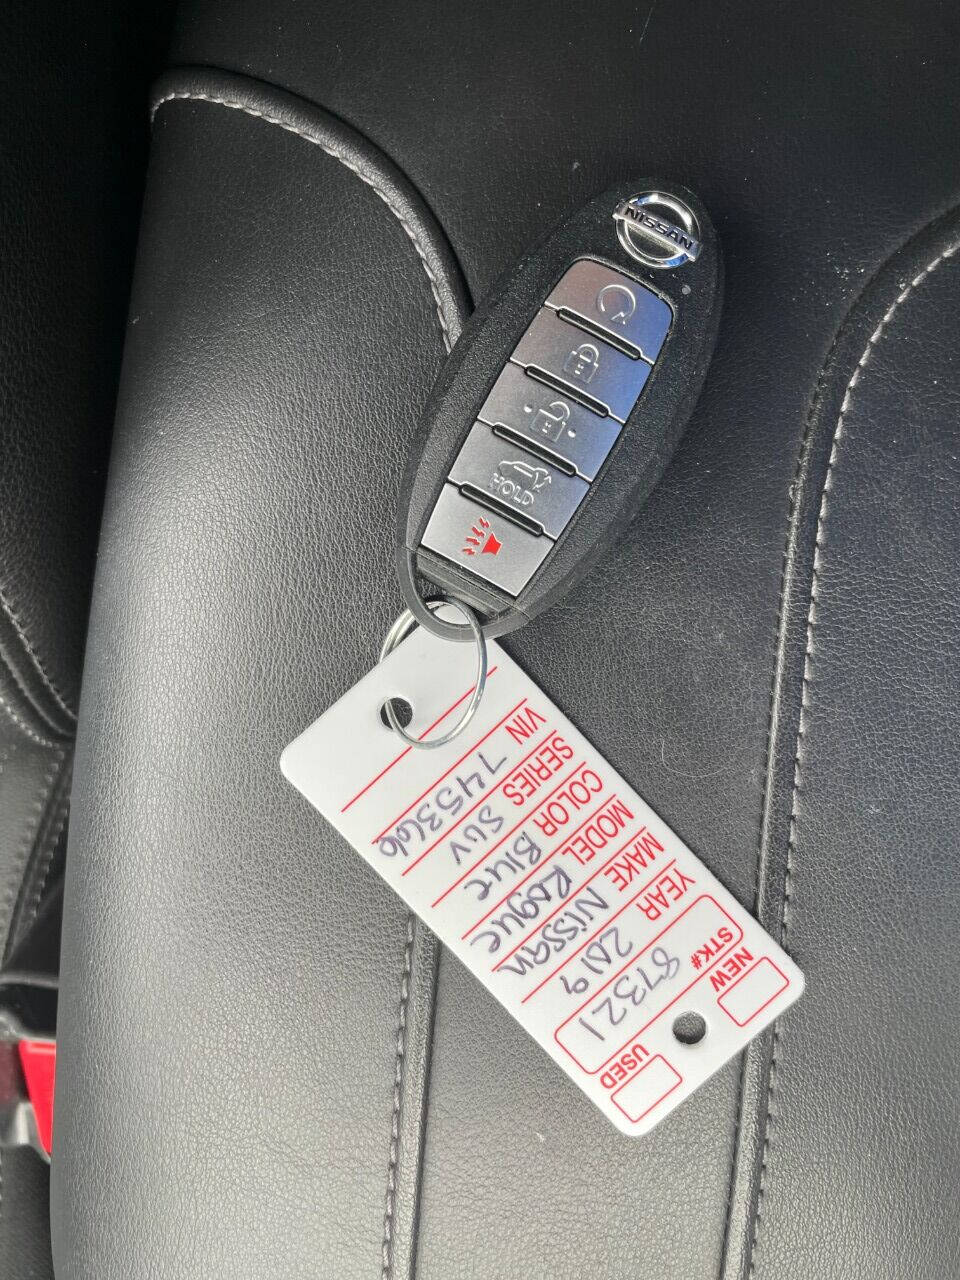 NISSAN
HOLD
NEW
USED
STK# 87321
YEAR 2019
MAKE Nissan
MODEL Rogue
COLOR Blue
SERIES SUV
VIN 745366